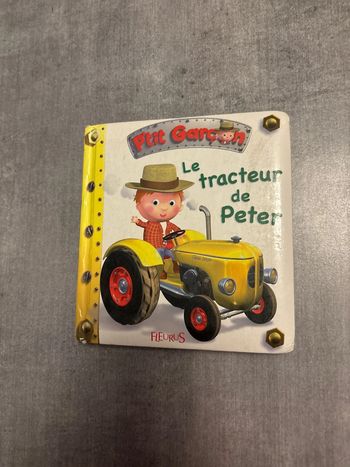 P'tit Garçon
Le
tracteur
de
Peter
FLEURUS